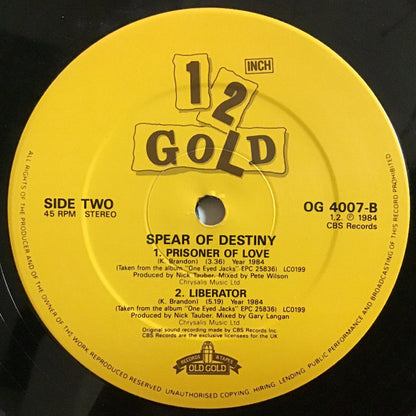 12 INCH
GOLD
SIDE TWO
45 RPM STEREO
OG 4007-B
1,2. ℗ 1984
CBS Records
SPEAR OF DESTINY
1. PRISONER OF LOVE
(K. Brandon) (3.36) Year 1984
(Taken from the album "One Eyed Jacks" EPC 25836) LC0199
Produced by Nick Tauber. Mixed by Pete Wilson
Chrysalis Music Ltd
2. LIBERATOR
(K. Brandon) (5.19) Year 1984
(Taken from the album "One Eyed Jacks" EPC 25836) LC0199
Produced by Nick Tauber. Mixed by Gary Langan
Chrysalis Music Ltd
Original sound recording made by CBS Records Inc.
CBS Records are the exclusive licensees for the UK
RECORDS & TAPES
OLD GOLD
ALL RIGHTS OF THE PRODUCER AND OF THE OWNER OF THE WORK REPRODUCED RESERVED. UNAUTHORISED COPYING, HIRING, LENDING, PUBLIC PERFORMANCE AND BROADCASTING OF THIS RECORD PROHIBITED